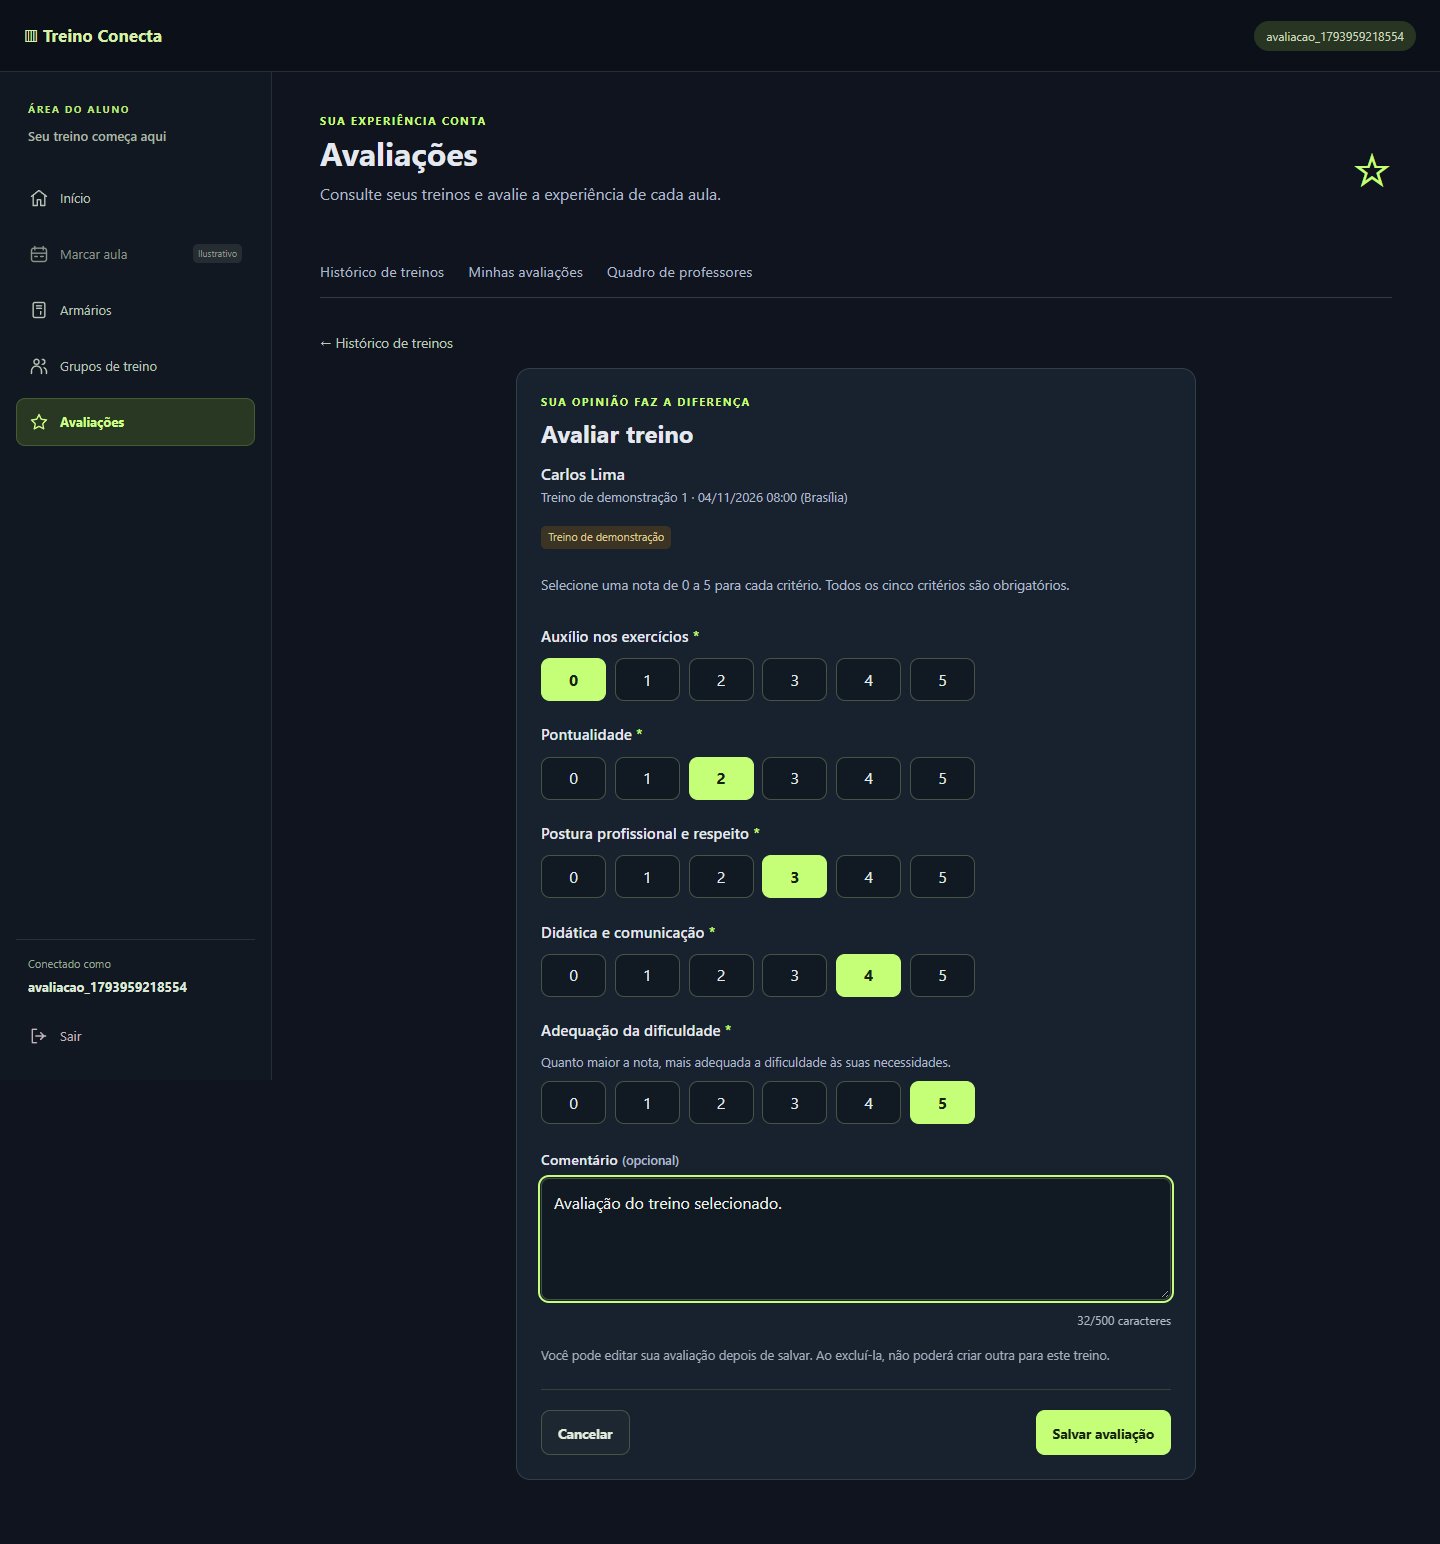 Treino Conecta
avaliacao_1793959218554
ÁREA DO ALUNO
Seu treino começa aqui
Início
Marcar aula
Ilustrativo
Armários
Grupos de treino
Avaliações
Conectado como
avaliacao_1793959218554
Sair
SUA EXPERIÊNCIA CONTA
Avaliações
Consulte seus treinos e avalie a experiência de cada aula.
Histórico de treinos Minhas avaliações Quadro de professores
← Histórico de treinos
SUA OPINIÃO FAZ A DIFERENÇA
Avaliar treino
Carlos Lima
Treino de demonstração 1 · 04/11/2026 08:00 (Brasília)
Treino de demonstração
Selecione uma nota de 0 a 5 para cada critério. Todos os cinco critérios são obrigatórios.
Auxílio nos exercícios *
0 1 2 3 4 5
Pontualidade *
0 1 2 3 4 5
Postura profissional e respeito *
0 1 2 3 4 5
Didática e comunicação *
0 1 2 3 4 5
Adequação da dificuldade *
Quanto maior a nota, mais adequada a dificuldade às suas necessidades.
0 1 2 3 4 5
Comentário (opcional)
Avaliação do treino selecionado.
32/500 caracteres
Você pode editar sua avaliação depois de salvar. Ao excluí-la, não poderá criar outra para este treino.
Cancelar
Salvar avaliação